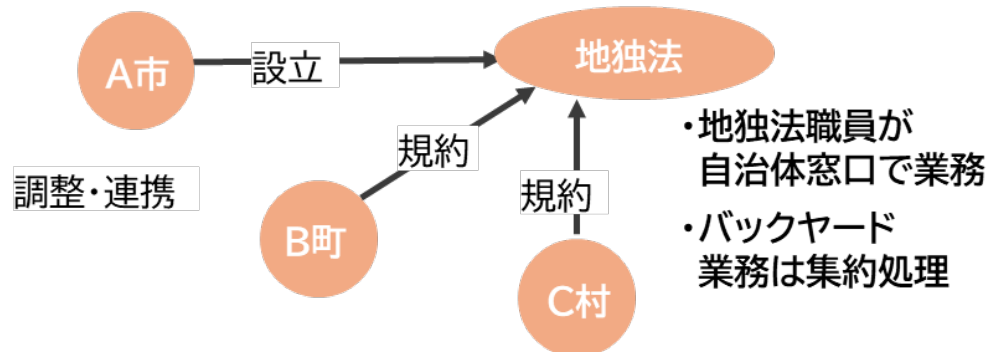 A市
設立
地独法
規約
調整・連携
B町
規約
C村
・地独法職員が
自治体窓口で業務
・バックヤード
業務は集約処理